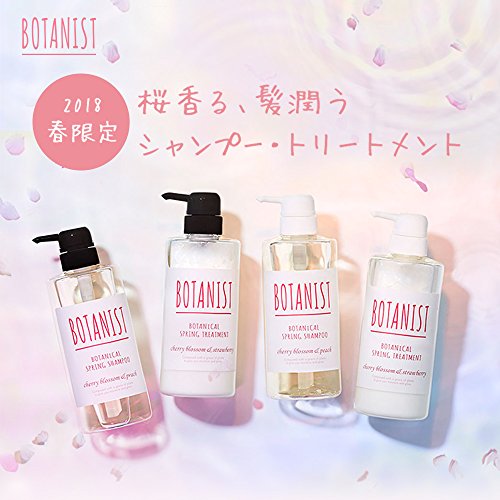 BOTANIST
2018
春限定
桜香る、髪潤う
シャンプー・トリートメント
BOTANIST
BOTANICAL
SPRING SHAMPOO
cherry blossom & peach
BOTANIST
BOTANICAL
SPRING TREATMENT
cherry blossom & strawberry
BOTANIST
BOTANICAL
SPRING SHAMPOO
cherry blossom & peach
BOTANIST
BOTANICAL
SPRING TREATMENT
cherry blossom & strawberry